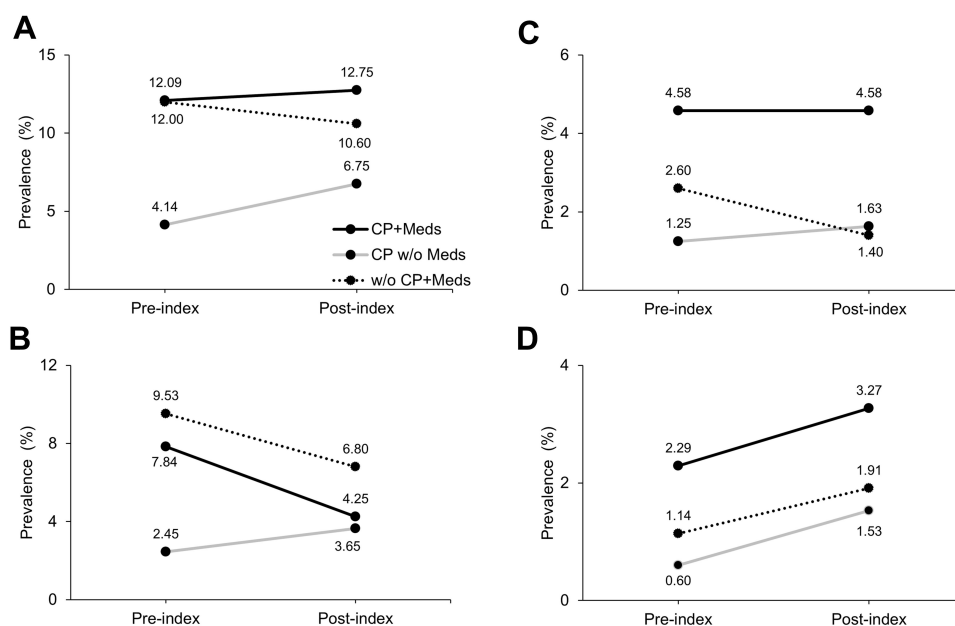 A
Prevalence (%)
15
10
5
0
12.09
12.00
4.14
12.75
10.60
6.75
CP+Meds
CP w/o Meds
w/o CP+Meds
Pre-index
Post-index
C
Prevalence (%)
6
4
2
0
4.58
4.58
2.60
1.25
1.63
1.40
Pre-index
Post-index
B
Prevalence (%)
12
8
4
0
9.53
7.84
2.45
6.80
4.25
3.65
Pre-index
Post-index
D
Prevalence (%)
4
2
0
2.29
3.27
1.14
1.91
0.60
1.53
Pre-index
Post-index